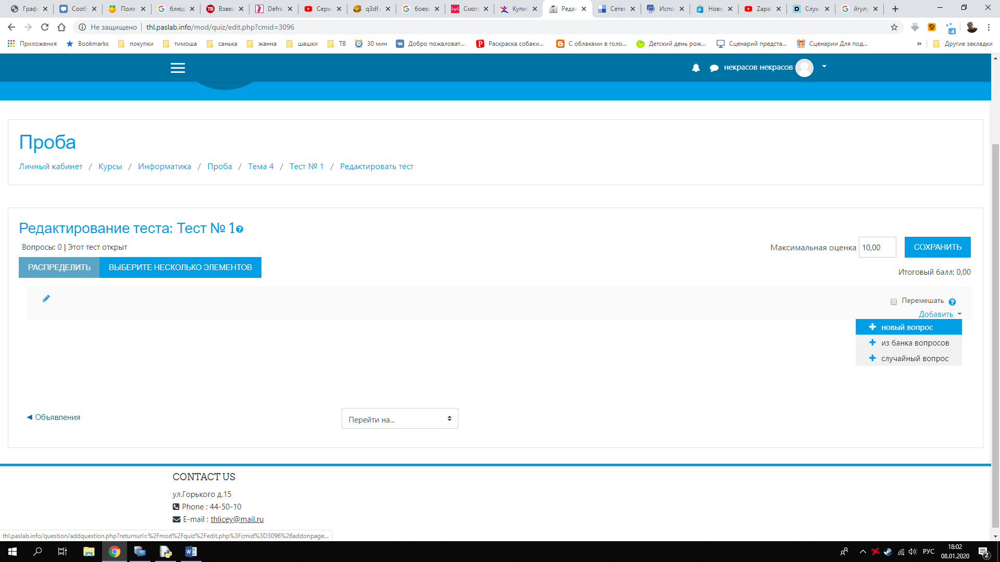 Граф
Сооб
Поле
блюд
Взвеш
Defra
Сери
q3df.
боеви
Смот
Купит
Редак
Сетев
Испо
Ново
Zapa
Слух
йгулу
Не защищено
thl.paslab.info/mod/quiz/edit.php?cmid=3096
-4
Приложения
Bookmarks
покупки
тимоша
санька
жанна
шашки
ТВ
30 мин
Добро пожаловат...
Раскраска собаки...
С облаками в голо...
Детский день рож...
Сценарий предста...
Сценарии Для под...
»
Другие закладки
некрасов некрасов
Проба
Личный кабинет / Курсы / Информатика / Проба / Тема 4 / Тест № 1 / Редактировать тест
Редактирование теста: Тест № 1
Вопросы: 0 | Этот тест открыт
Максимальная оценка 10,00 СОХРАНИТЬ
РАСПРЕДЕЛИТЬ ВЫБЕРИТЕ НЕСКОЛЬКО ЭЛЕМЕНТОВ
Итоговый балл: 0,00
Перемешать
Добавить
новый вопрос
из банка вопросов
случайный вопрос
◄ Объявления
Перейти на...
CONTACT US
ул.Горького д.15
Phone : 44-50-10
E-mail : thlicey@mail.ru
thl.paslab.info/question/addquestion.php?returnurl=%2Fmod%2Fquiz%2Fedit.php%3Fcmid%3D3096%26addonpage...
РУС
18:02
08.01.2020
2